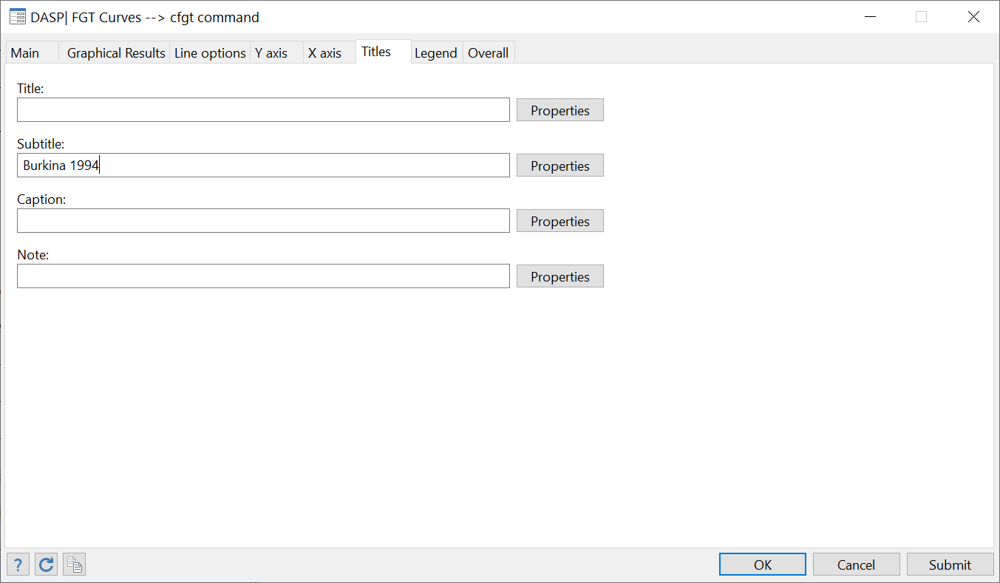 DASP| FGT Curves --> cfgt command
Main Graphical Results Line options Y axis X axis Titles Legend Overall
Title:
Properties
Subtitle:
Burkina 1994 Properties
Caption:
Properties
Note:
Properties
? OK Cancel Submit